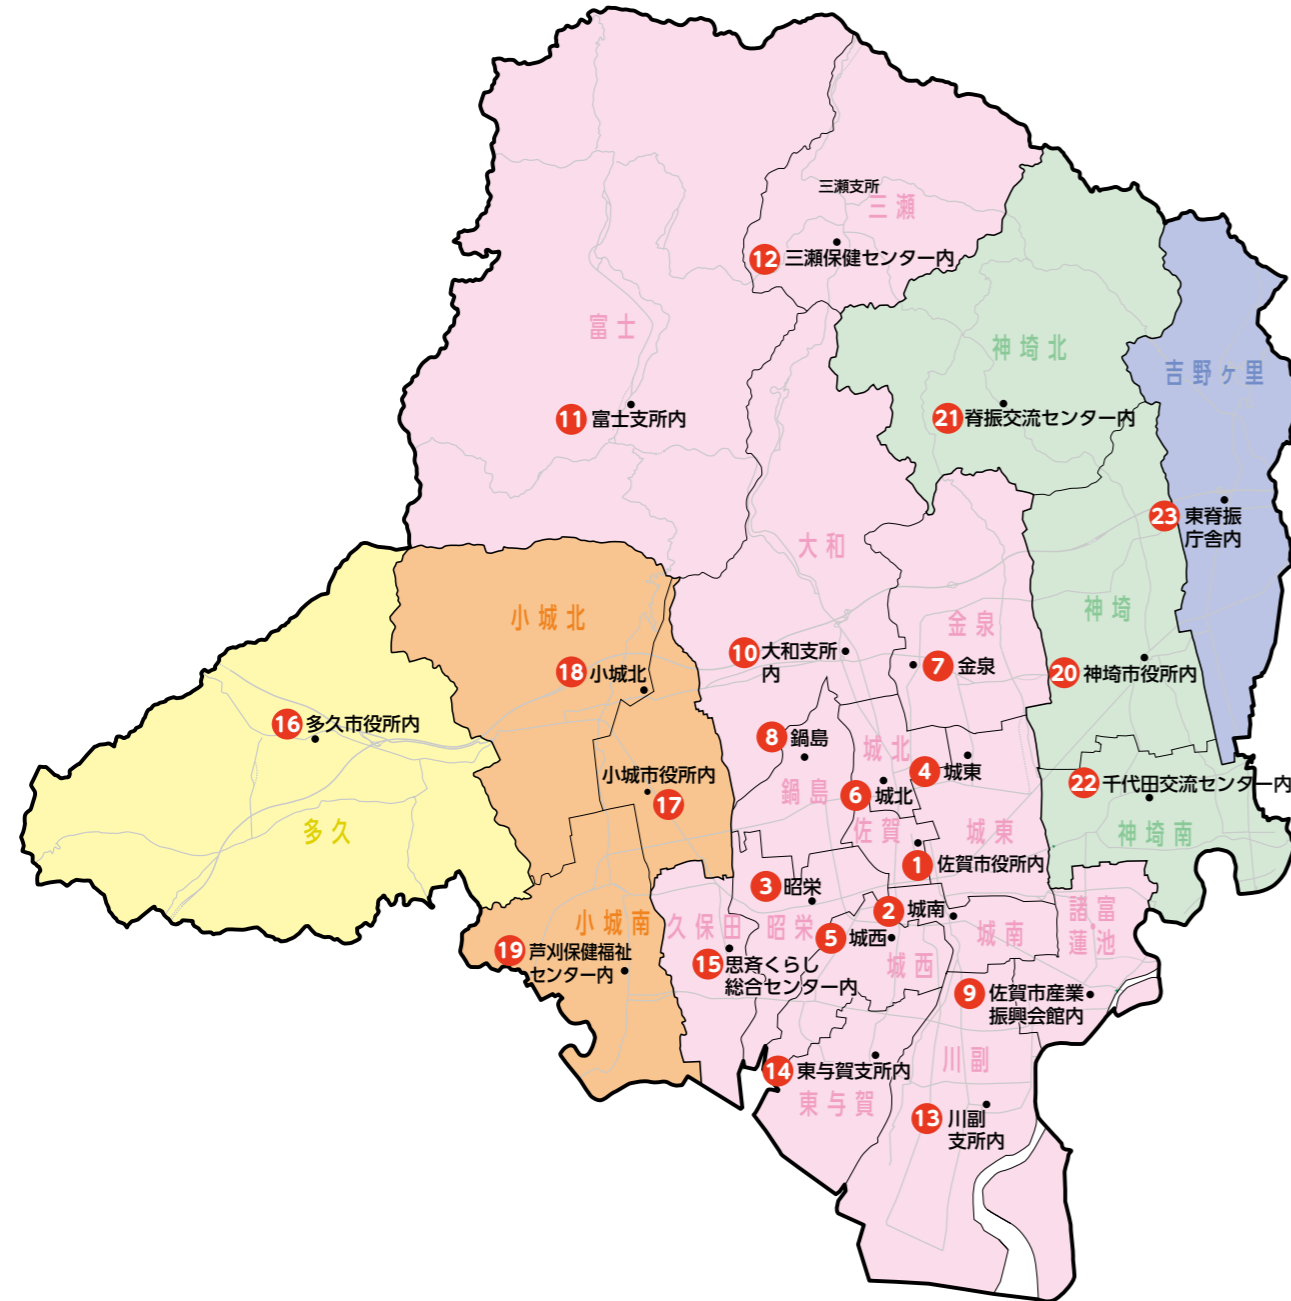 三瀬支所
三瀬
12 三瀬保健センター内
富士
11 富士支所内
神埼北
21 脊振交流センター内
吉野ヶ里
23 東脊振
庁舎内
大和
10 大和支所
内
金泉
7 金泉
神埼
20 神埼市役所内
小城北
18 小城北
16 多久市役所内
多久
小城市役所内
17
8 鍋島
鍋島
城北
6 城北
4 城東
城東
佐賀
1 佐賀市役所内
22 千代田交流センター内
神埼南
3 昭栄
昭栄
2 城南
城南
5 城西
城西
諸富
蓮池
小城南
19 芦刈保健福祉
センター内
久保田
15 思斉くらし
総合センター内
9 佐賀市産業
振興会館内
14 東与賀支所内
東与賀
川副
13 川副
支所内